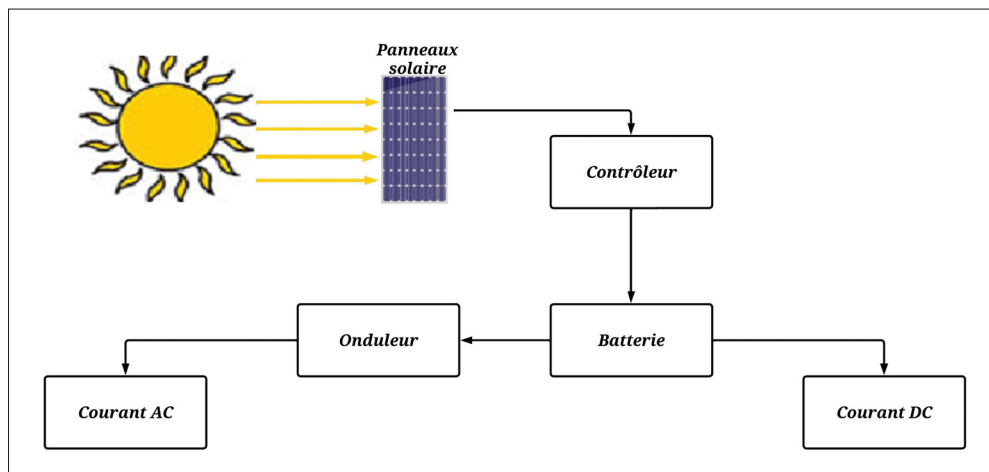 Panneaux
solaire
Contrôleur
Onduleur
Batterie
Courant AC
Courant DC